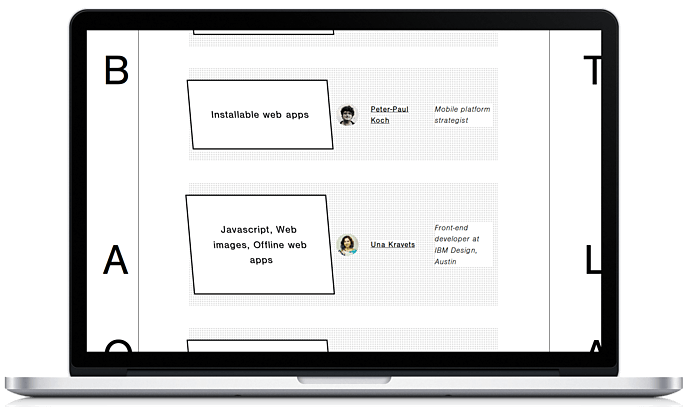 B
T
Installable web apps
Peter-Paul
Koch
Mobile platform
strategist
Javascript, Web
images, Offline web
apps
Una Kravets
Front-end
developer at
IBM Design,
Austin
A
L